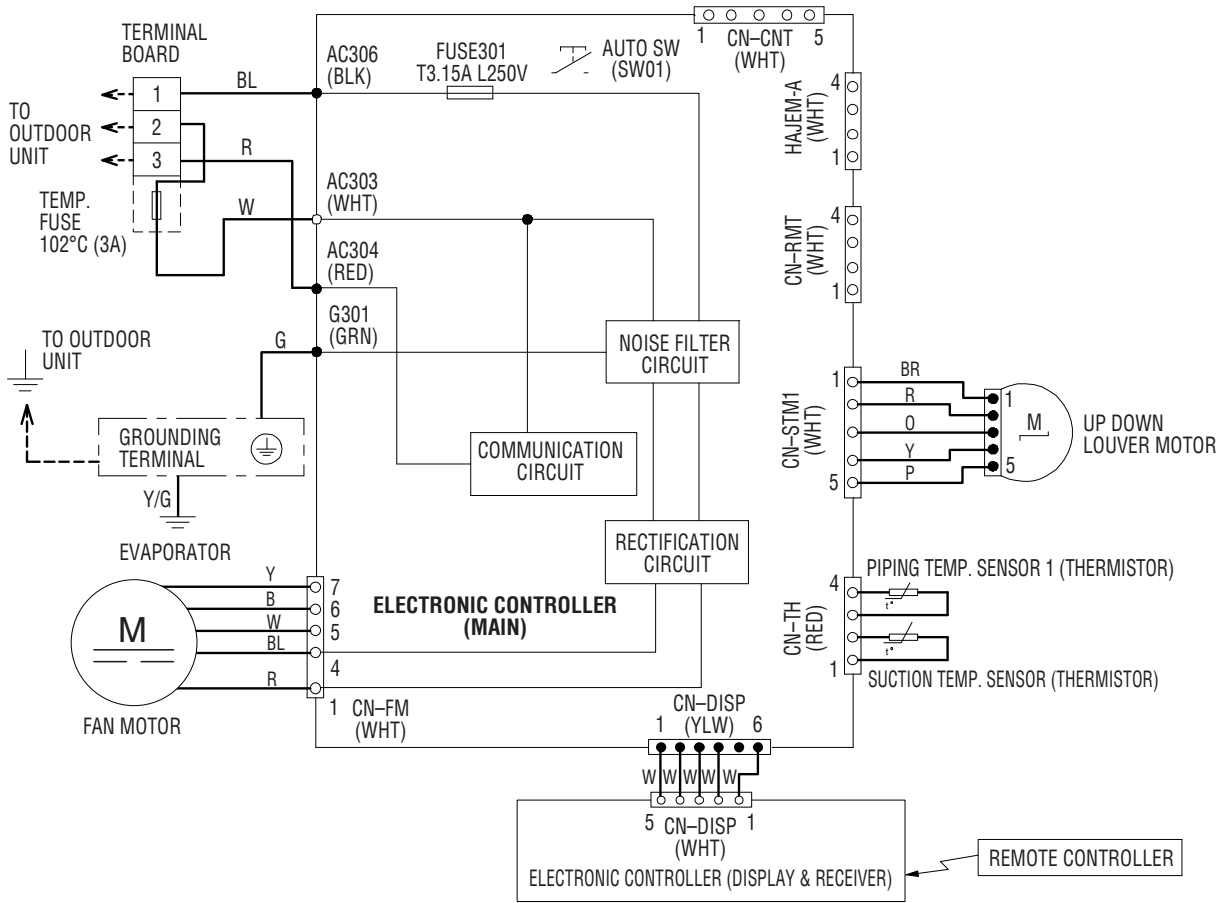 TERMINAL
BOARD
1
2
3
TO
OUTDOOR
UNIT
TEMP.
FUSE
102°C (3A)
BL
R
W
AC306
(BLK)
FUSE301
T3.15A L250V
AUTO SW
(SW01)
1 CN–CNT 5
(WHT)
AC303
(WHT)
AC304
(RED)
G301
(GRN)
G
TO OUTDOOR
UNIT
GROUNDING
TERMINAL
Y/G
EVAPORATOR
NOISE FILTER
CIRCUIT
COMMUNICATION
CIRCUIT
RECTIFICATION
CIRCUIT
ELECTRONIC CONTROLLER
(MAIN)
M
FAN MOTOR
Y
B
W
BL
R
7
6
5
4
1 CN–FM
(WHT)
4
HAJEM-A
(WHT)
1
4
CN–RMT
(WHT)
1
1
CN–STM1
(WHT)
5
BR
R
O
Y
P
1
5
M
UP DOWN
LOUVER MOTOR
4
CN–TH
(RED)
1
PIPING TEMP. SENSOR 1 (THERMISTOR)
t°
t°
SUCTION TEMP. SENSOR (THERMISTOR)
CN–DISP
1 (YLW) 6
W W W W W
5 CN–DISP 1
(WHT)
ELECTRONIC CONTROLLER (DISPLAY & RECEIVER)
REMOTE CONTROLLER